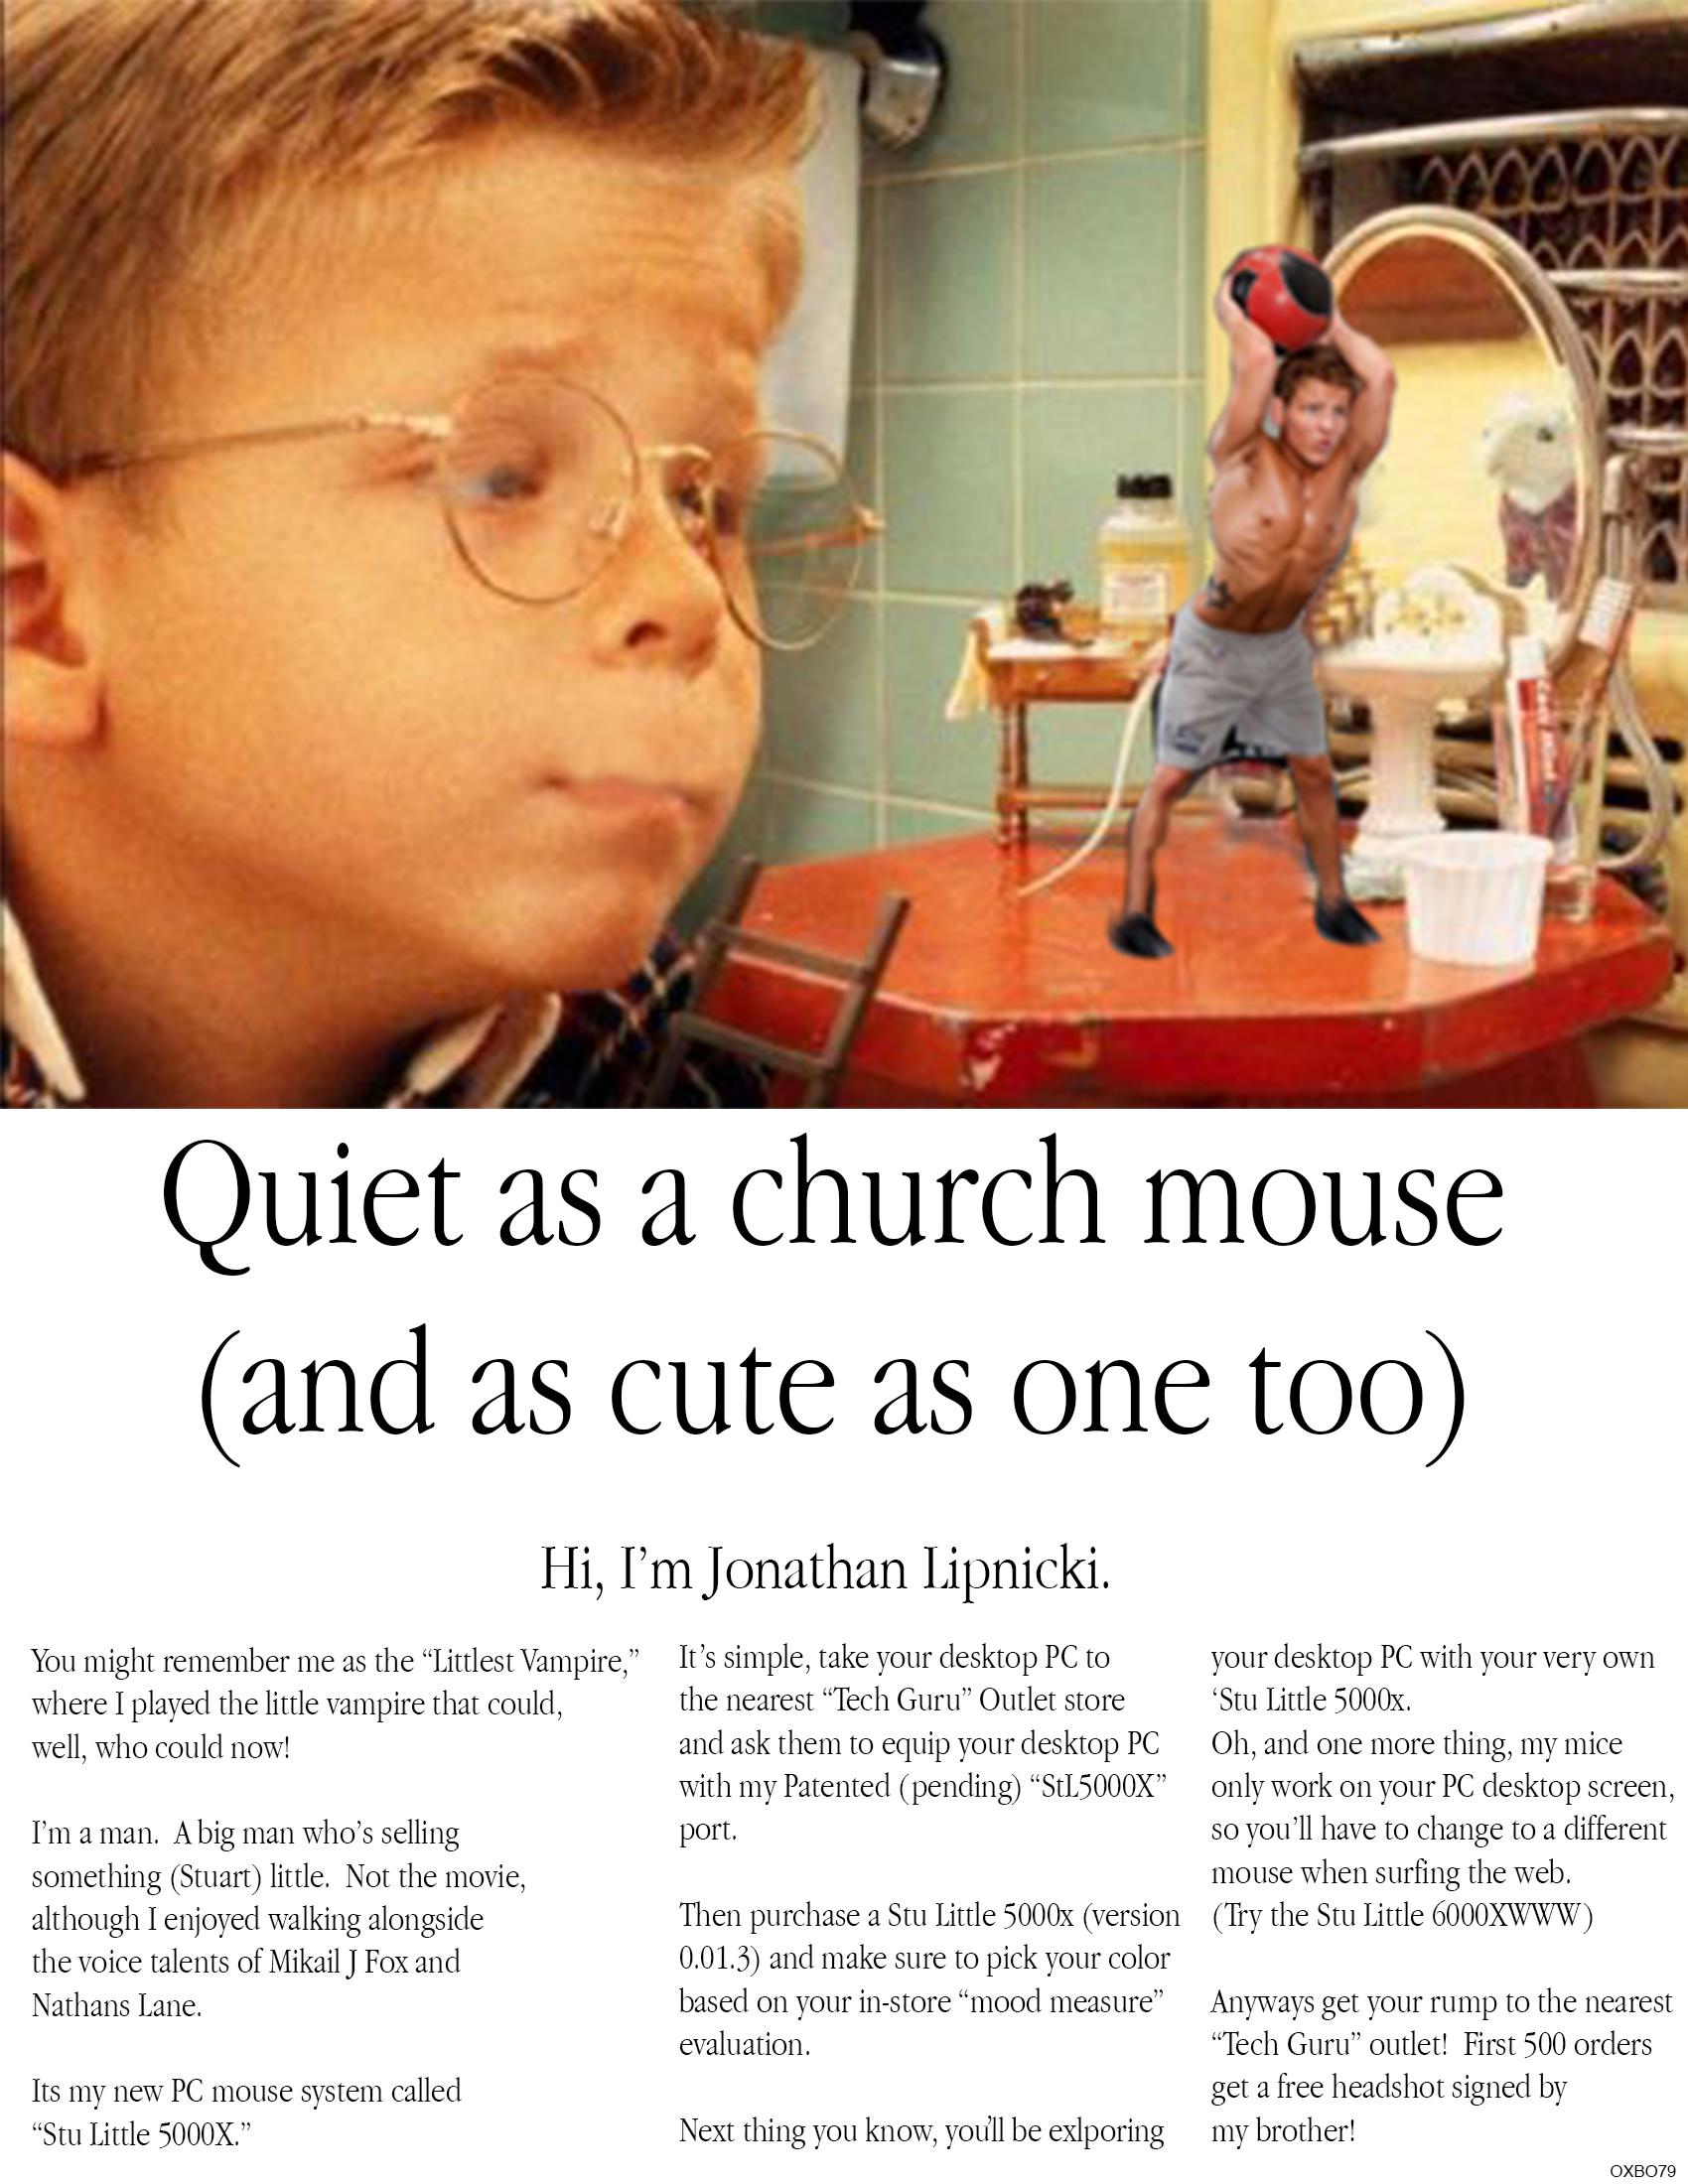 Quiet as a church mouse
(and as cute as one too)
Hi, I’m Jonathan Lipnicki.
You might remember me as the “Littlest Vampire,”
where I played the little vampire that could,
well, who could now!
I’m a man.  A big man who’s selling
something (Stuart) little.  Not the movie,
although I enjoyed walking alongside
the voice talents of Mikail J Fox and
Nathans Lane.
Its my new PC mouse system called
“Stu Little 5000X.”
It’s simple, take your desktop PC to
the nearest “Tech Guru” Outlet store
and ask them to equip your desktop PC
with my Patented (pending) “StL5000X”
port.
Then purchase a Stu Little 5000x (version
0.01.3) and make sure to pick your color
based on your in-store “mood measure”
evaluation.
Next thing you know, you’ll be exlporing
your desktop PC with your very own
‘Stu Little 5000x.
Oh, and one more thing, my mice
only work on your PC desktop screen,
so you’ll have to change to a different
mouse when surfing the web.
(Try the Stu Little 6000XWWW)
Anyways get your rump to the nearest
“Tech Guru” outlet!  First 500 orders
get a free headshot signed by
my brother!
OXBO79